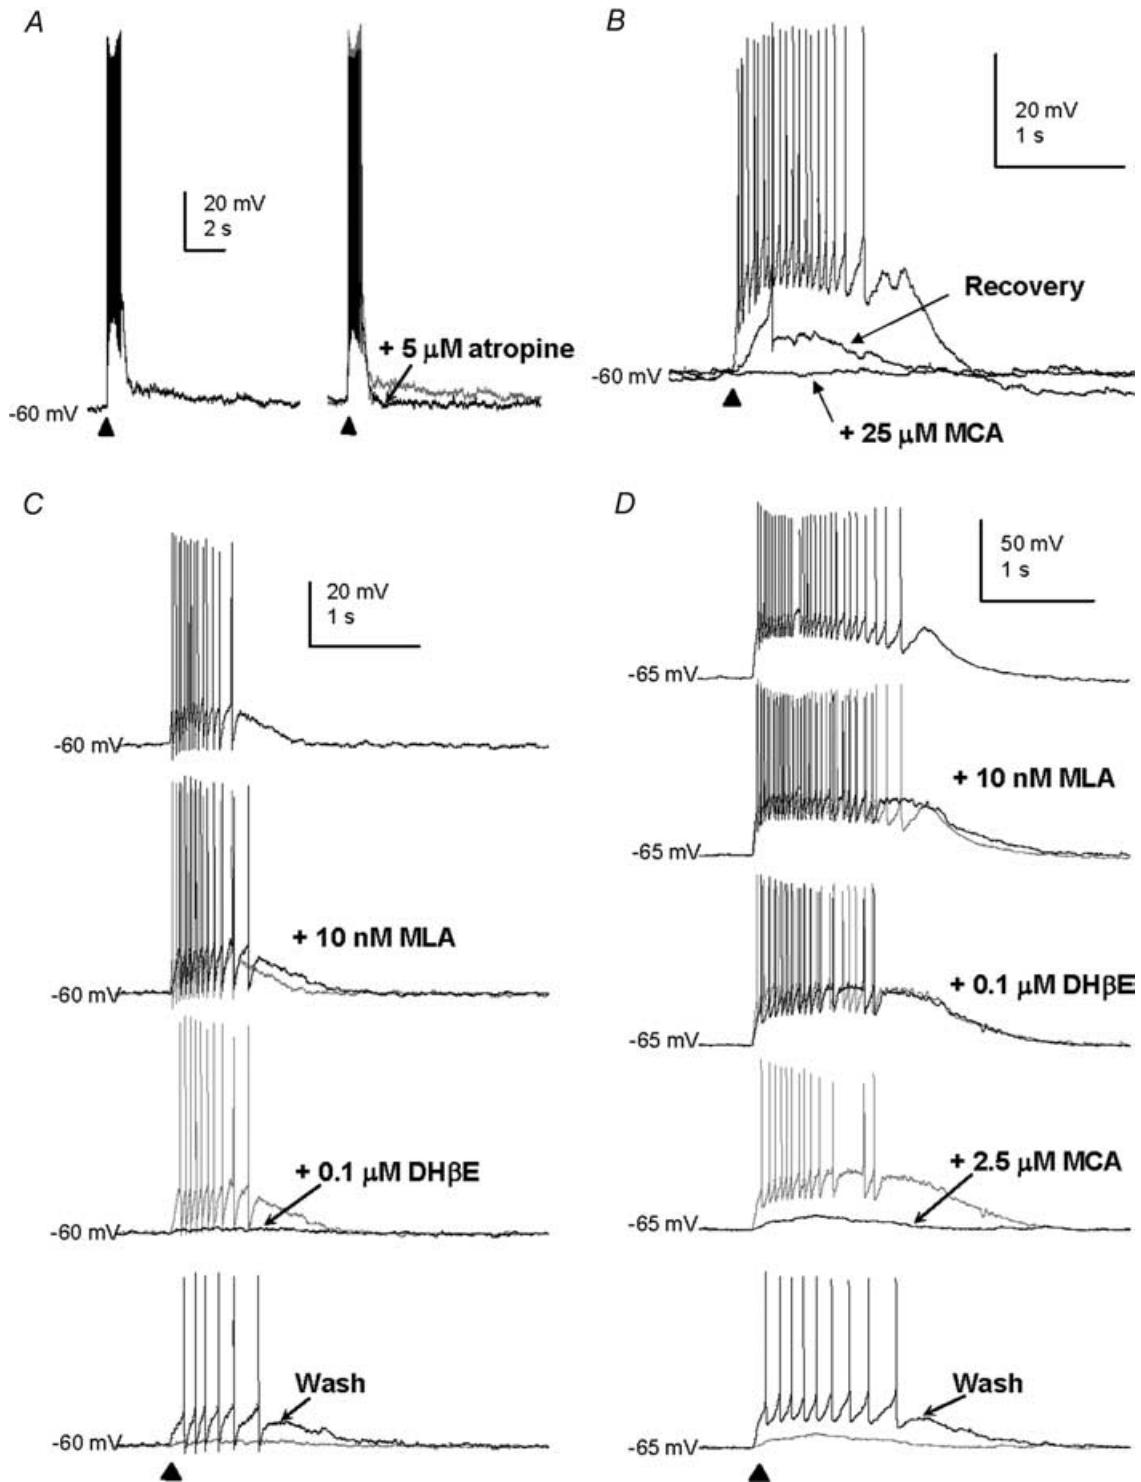 A
20 mV
2 s
+ 5 μM atropine
-60 mV
B
20 mV
1 s
Recovery
-60 mV
+ 25 μM MCA
C
20 mV
1 s
-60 mV
+ 10 nM MLA
-60 mV
+ 0.1 μM DHβE
-60 mV
Wash
-60 mV
D
50 mV
1 s
-65 mV
+ 10 nM MLA
-65 mV
+ 0.1 μM DHβE
-65 mV
+ 2.5 μM MCA
-65 mV
Wash
-65 mV